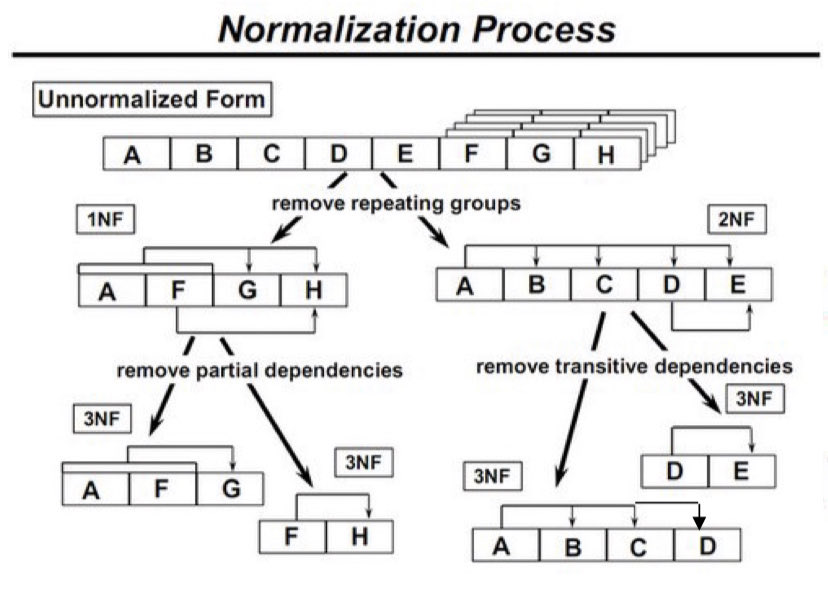 Normalization Process
Unnormalized Form
A B C D E F G H
remove repeating groups
1NF
2NF
A F G H
A B C D E
remove partial dependencies
remove transitive dependencies
3NF
3NF
3NF
3NF
A F G
F H
D E
A B C D